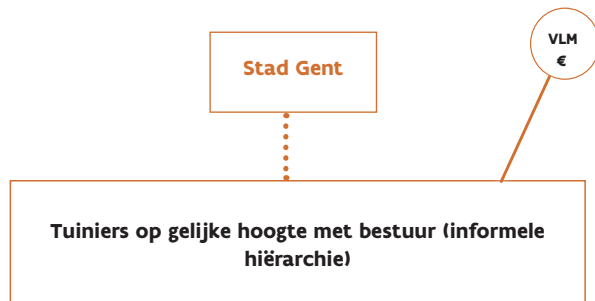 Stad Gent
VLM
€
Tuiniers op gelijke hoogte met bestuur (informele
hiërarchie)